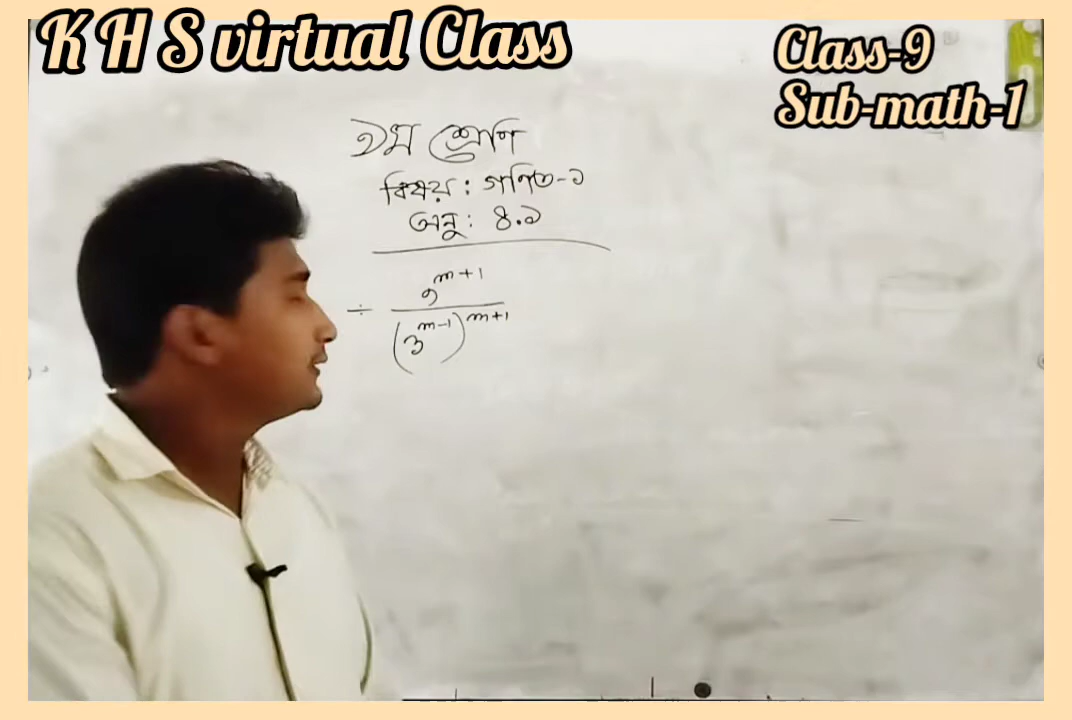 K H S virtual Class
Class-9
Sub-math-1
৯ম শ্রেণি
বিষয় : গণিত-১
অনু : ৪.১
÷ 9^{m+1} / (3^{m-1})^{m+1}